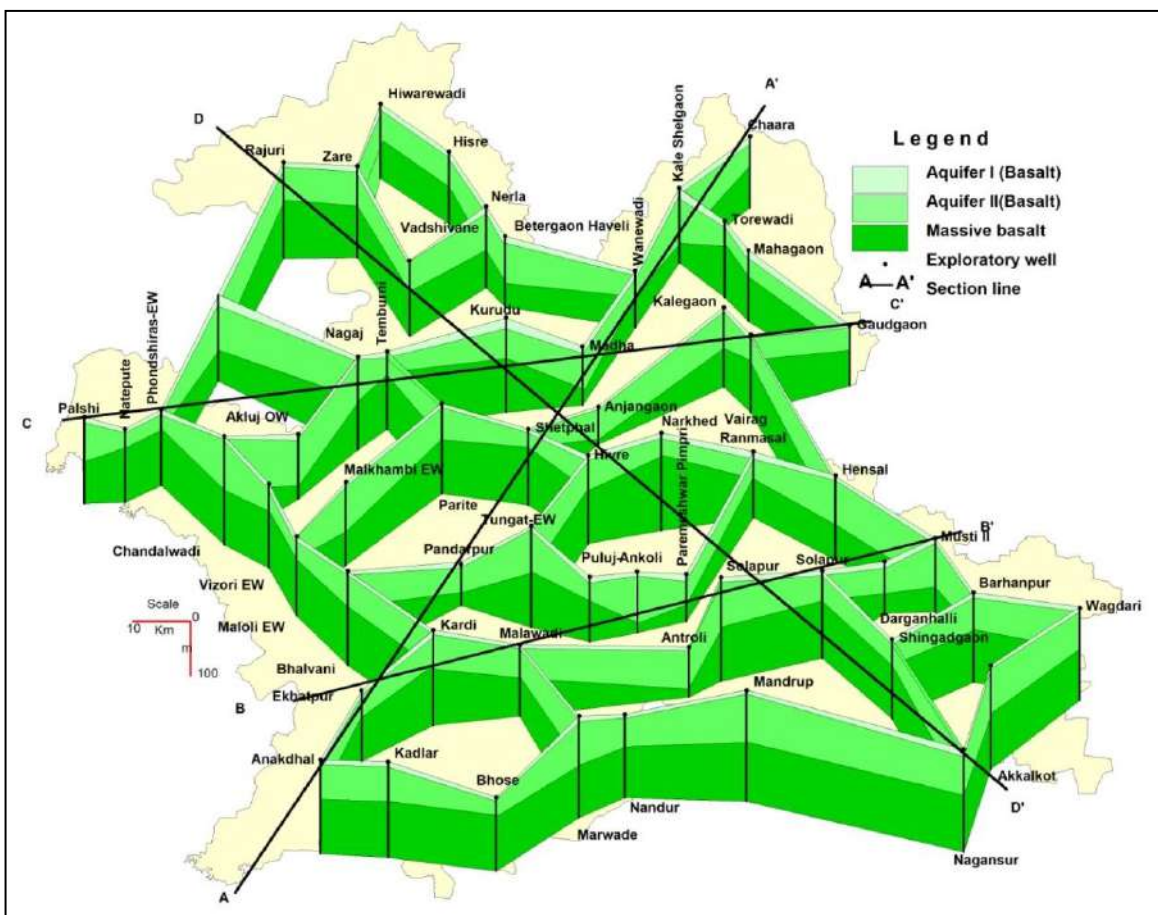 A'
Hiwarewadi
D
Kale Shelgaon
Chaara
Legend
Rajuri
Zare
Hisre
Aquifer I (Basalt)
Aquifer II(Basalt)
Nerla
Torewadi
Massive basalt
Vadshivane
Betergaon Haveli
Wanewadi
Mahagaon
Exploratory well
A A' Section line
C'
Phondshiras-EW
Natepute
Nagaj
Temburni
Kurudu
Kalegaon
Gaudgaon
Madha
Palshi
C
Akluj OW
Anjangaon
Shetphal
Narkhed
Vairag
Ranmasal
Malkhambi EW
Hivre
Paremeshwar Pimpri
Hensal
Parite
Tungat-EW
B'
Musti II
Chandalwadi
Pandarpur
Puluj-Ankoli
Solapur
Solapur
Barhanpur
Vizori EW
Wagdari
Scale
0
10 Km
m
100
Maloli EW
Kardi
Malawadi
Darganhalli
Shingadgaon
Antroli
Bhalvani
Ekbatpur
B
Mandrup
Anakdhal
Kadlar
Bhose
Akkalkot
D'
Nandur
Marwade
Nagansur
A